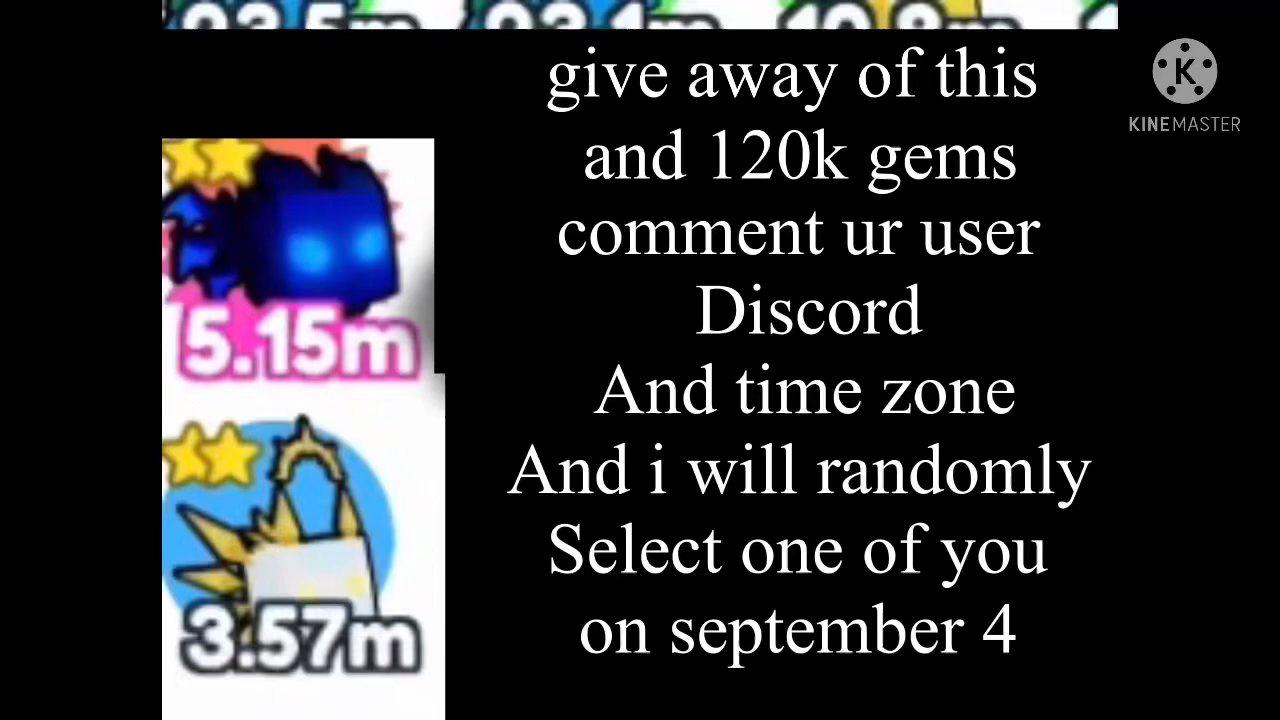 give away of this
and 120k gems
comment ur user
Discord
And time zone
And i will randomly
Select one of you
on september 4
5.15m
3.57m
K
KINEMASTER